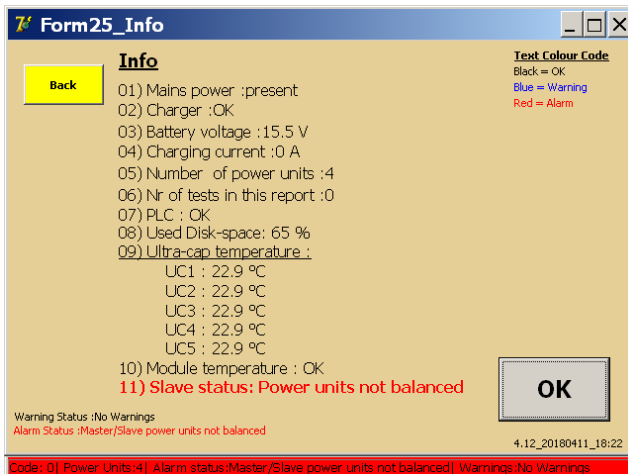 Form25_Info
Back
Info
01) Mains power :present
02) Charger :OK
03) Battery voltage :15.5 V
04) Charging current :0 A
05) Number of power units :4
06) Nr of tests in this report :0
07) PLC : OK
08) Used Disk-space: 65 %
09) Ultra-cap temperature :
UC1 : 22.9 ºC
UC2 : 22.9 ºC
UC3 : 22.9 ºC
UC4 : 22.9 ºC
UC5 : 22.9 ºC
10) Module temperature : OK
11) Slave status: Power units not balanced
Text Colour Code
Black = OK
Blue = Warning
Red = Alarm
OK
Warning Status :No Warnings
Alarm Status :Master/Slave power units not balanced
4.12_20180411_18:22
Code: 0| Power Units:4| Alarm status:Master/Slave power units not balanced| Warnings:No Warnings